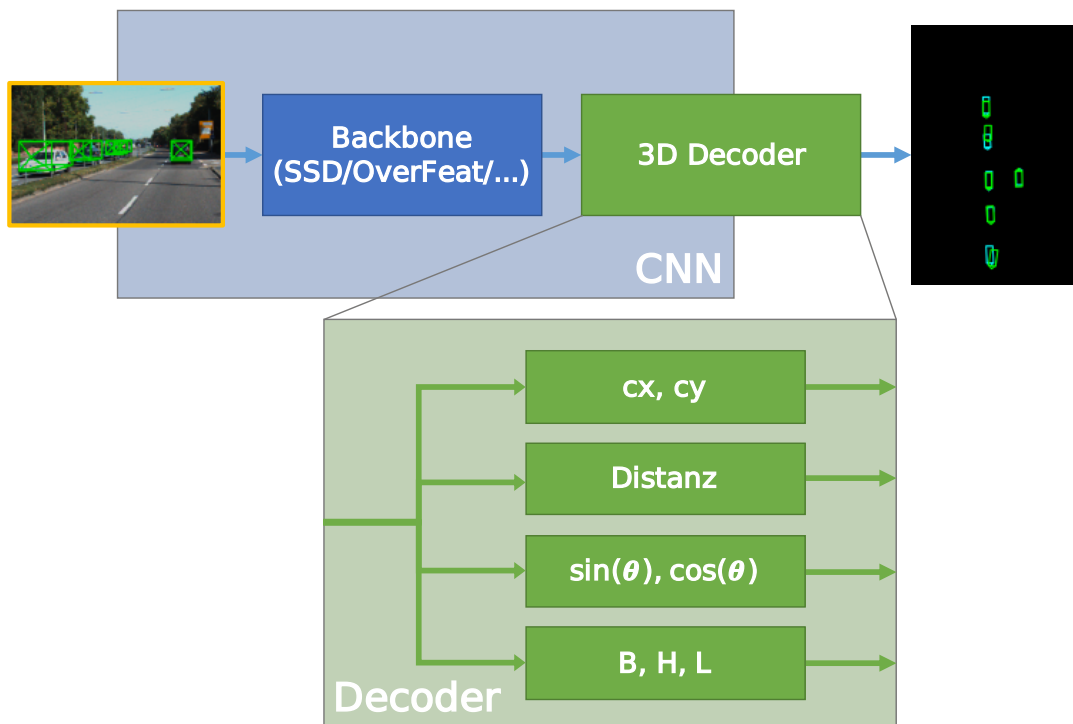 Backbone
(SSD/OverFeat/...)
3D Decoder
CNN
cx, cy
Distanz
sin(θ), cos(θ)
B, H, L
Decoder